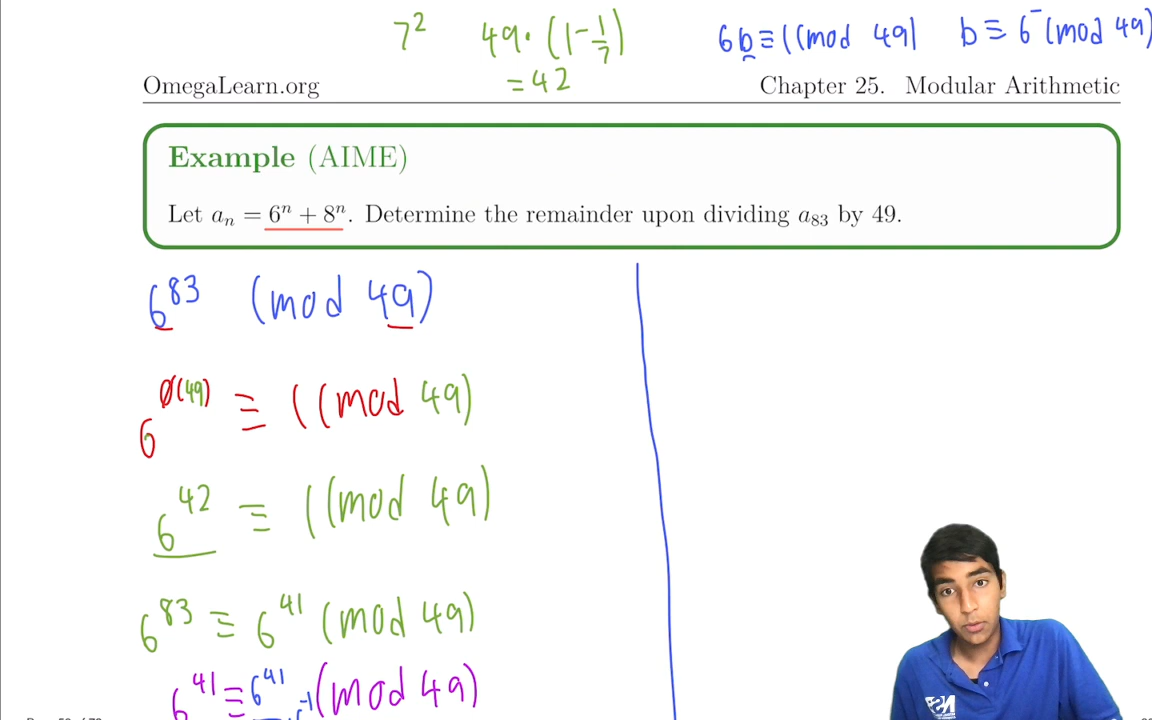 7² 49·(1-1/7) 6b≡1(mod 49) b≡6⁻(mod 49)
=42
OmegaLearn.org Chapter 25. Modular Arithmetic
Example (AIME)
Let aₙ = 6ⁿ + 8ⁿ. Determine the remainder upon dividing a₈₃ by 49.
6⁸³ (mod 49)
6^ø(49) ≡ 1(mod 49)
6⁴² ≡ 1(mod 49)
6⁸³ ≡ 6⁴¹ (mod 49)
6⁴¹ ≡ 6⁴¹ (mod 49)